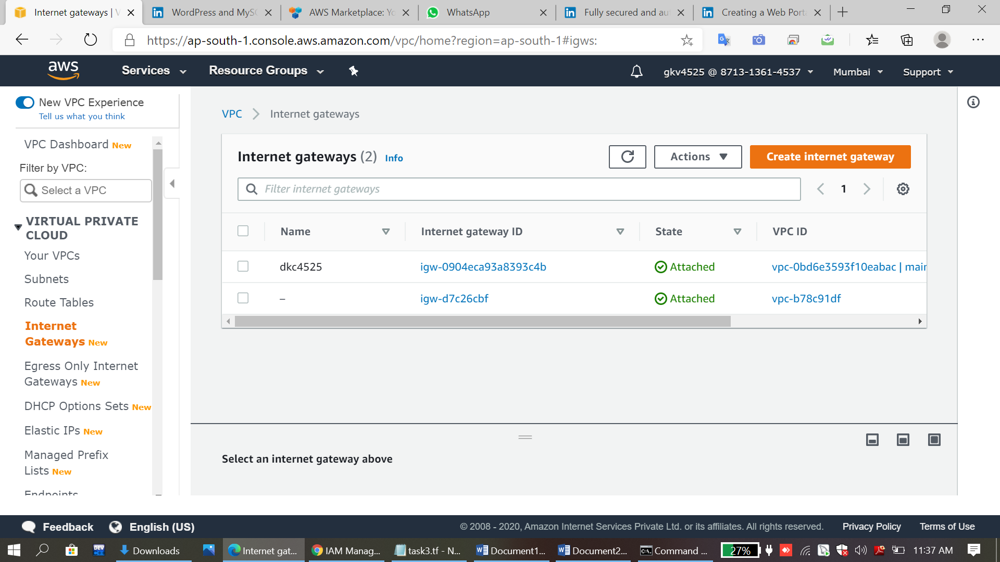 Internet gateways | V
WordPress and MySC
AWS Marketplace: Yo
WhatsApp
Fully secured and au
Creating a Web Porta
https://ap-south-1.console.aws.amazon.com/vpc/home?region=ap-south-1#igws:
aws
Services
Resource Groups
gkv4525 @ 8713-1361-4537
Mumbai
Support
New VPC Experience
Tell us what you think
VPC Dashboard New
Filter by VPC:
Select a VPC
VIRTUAL PRIVATE
CLOUD
Your VPCs
Subnets
Route Tables
Internet
Gateways New
Egress Only Internet
Gateways New
DHCP Options Sets New
Elastic IPs New
Managed Prefix
Lists New
Endpoints
VPC
Internet gateways
Internet gateways (2) Info
Actions
Create internet gateway
Filter internet gateways
1
Name
Internet gateway ID
State
VPC ID
dkc4525
igw-0904eca93a8393c4b
Attached
vpc-0bd6e3593f10eabac | main
–
igw-d7c26cbf
Attached
vpc-b78c91df
Select an internet gateway above
Feedback
English (US)
© 2008 - 2020, Amazon Internet Services Private Ltd. or its affiliates. All rights reserved.
Privacy Policy
Terms of Use
DEV
Downloads
Internet gat...
IAM Manag...
task3.tf - N...
Document1...
Document2...
Command ...
27%
11:37 AM